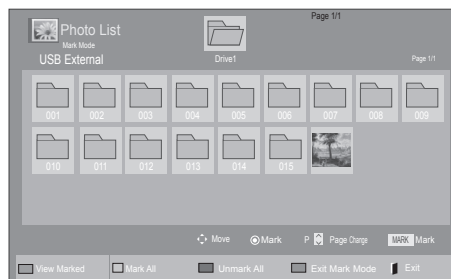 Page 1/1
Photo List
Mark Mode
USB External
Drive1
Page 1/1
001 002 003 004 005 006 007 008 009
010 011 012 013 014 015
Move Mark P Page Charge MARK Mark
View Marked Mark All Unmark All Exit Mark Mode Exit